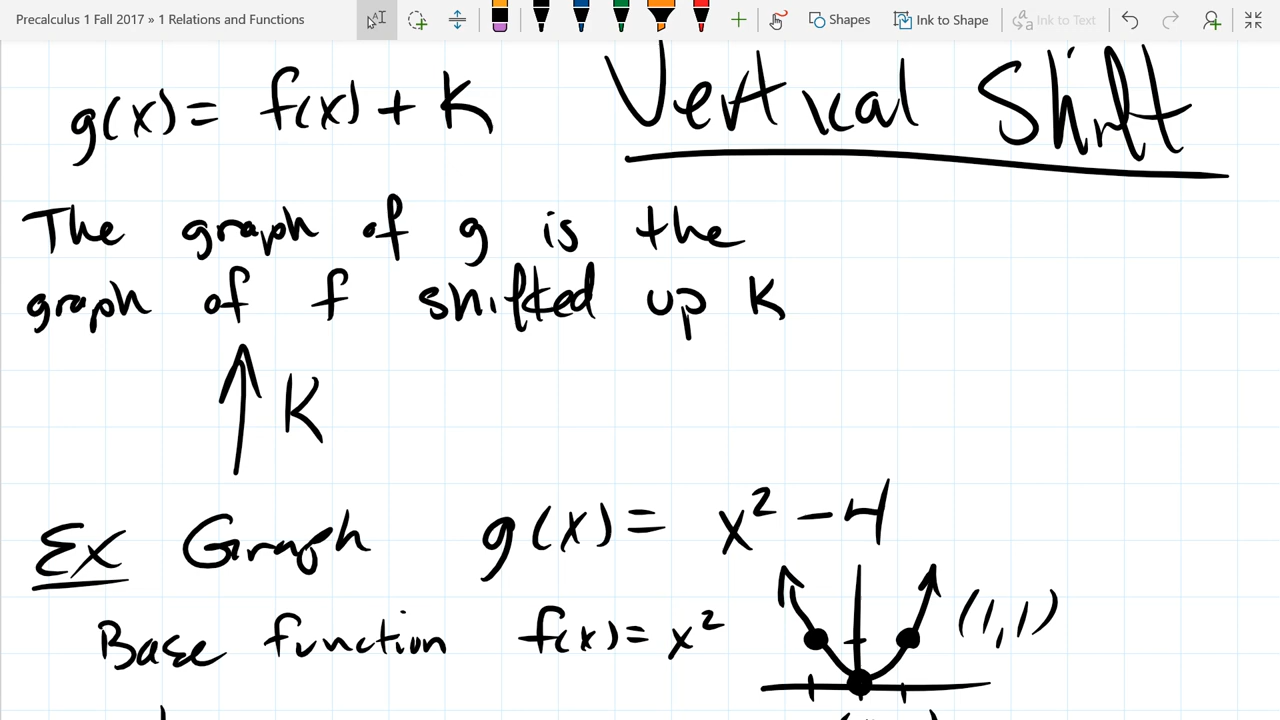 Precalculus 1 Fall 2017 » 1 Relations and Functions
Shapes
Ink to Shape
Ink to Text
g(x) = f(x) + K
Vertical Shift
The graph of g is the
graph of f shifted up K
K
Ex Graph g(x) = x² - 4
Base function f(x) = x²
(1,1)